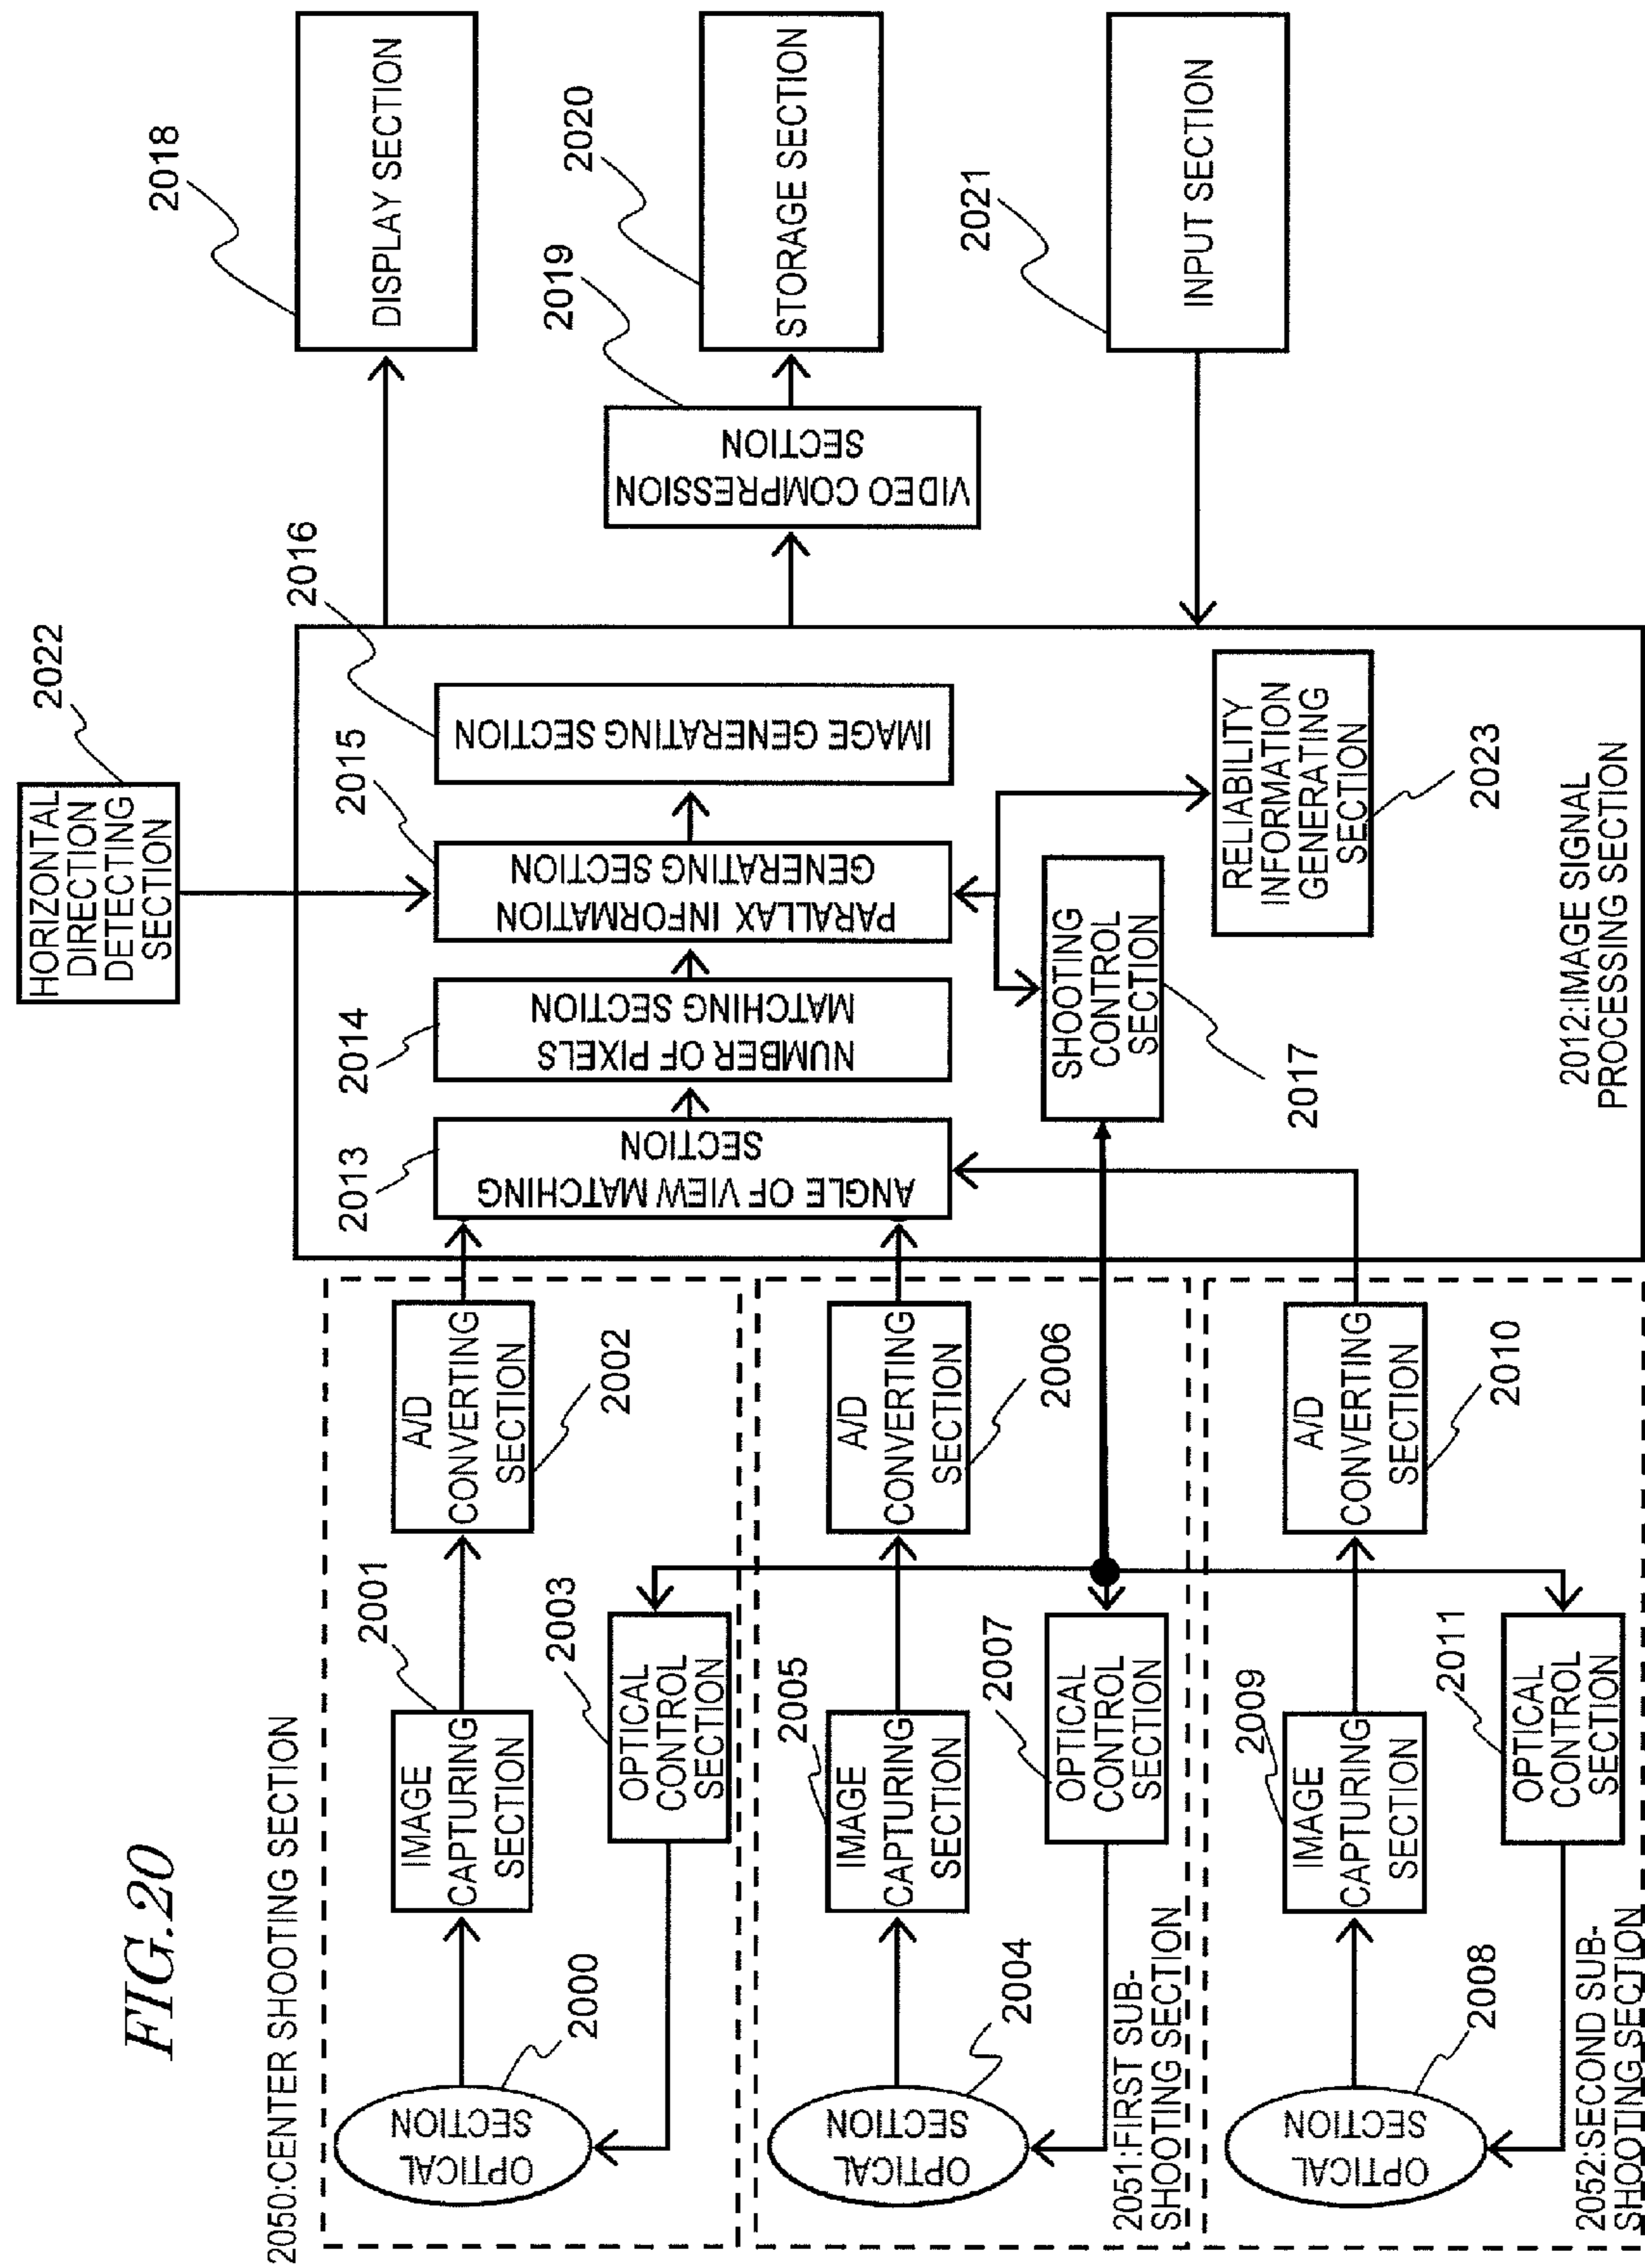 FIG.20
2050:CENTER SHOOTING SECTION
OPTICAL
SECTION
2000
IMAGE
CAPTURING
SECTION
2001
A/D
CONVERTING
SECTION
2002
OPTICAL
CONTROL
SECTION
2003
2051:FIRST SUB-
SHOOTING SECTION
OPTICAL
SECTION
2004
IMAGE
CAPTURING
SECTION
2005
A/D
CONVERTING
SECTION
2006
OPTICAL
CONTROL
SECTION
2007
2052:SECOND SUB-
SHOOTING SECTION
OPTICAL
SECTION
2008
IMAGE
CAPTURING
SECTION
2009
A/D
CONVERTING
SECTION
2010
OPTICAL
CONTROL
SECTION
2011
2012:IMAGE SIGNAL
PROCESSING SECTION
ANGLE OF VIEW MATCHING
SECTION
2013
NUMBER OF PIXELS
MATCHING SECTION
2014
PARALLAX INFORMATION
GENERATING SECTION
2015
IMAGE GENERATING SECTION
2016
SHOOTING
CONTROL
SECTION
2017
RELIABILITY
INFORMATION
GENERATING
SECTION
2023
HORIZONTAL
DIRECTION
DETECTING
SECTION
2022
DISPLAY SECTION
2018
VIDEO COMPRESSION
SECTION
2019
STORAGE SECTION
2020
INPUT SECTION
2021